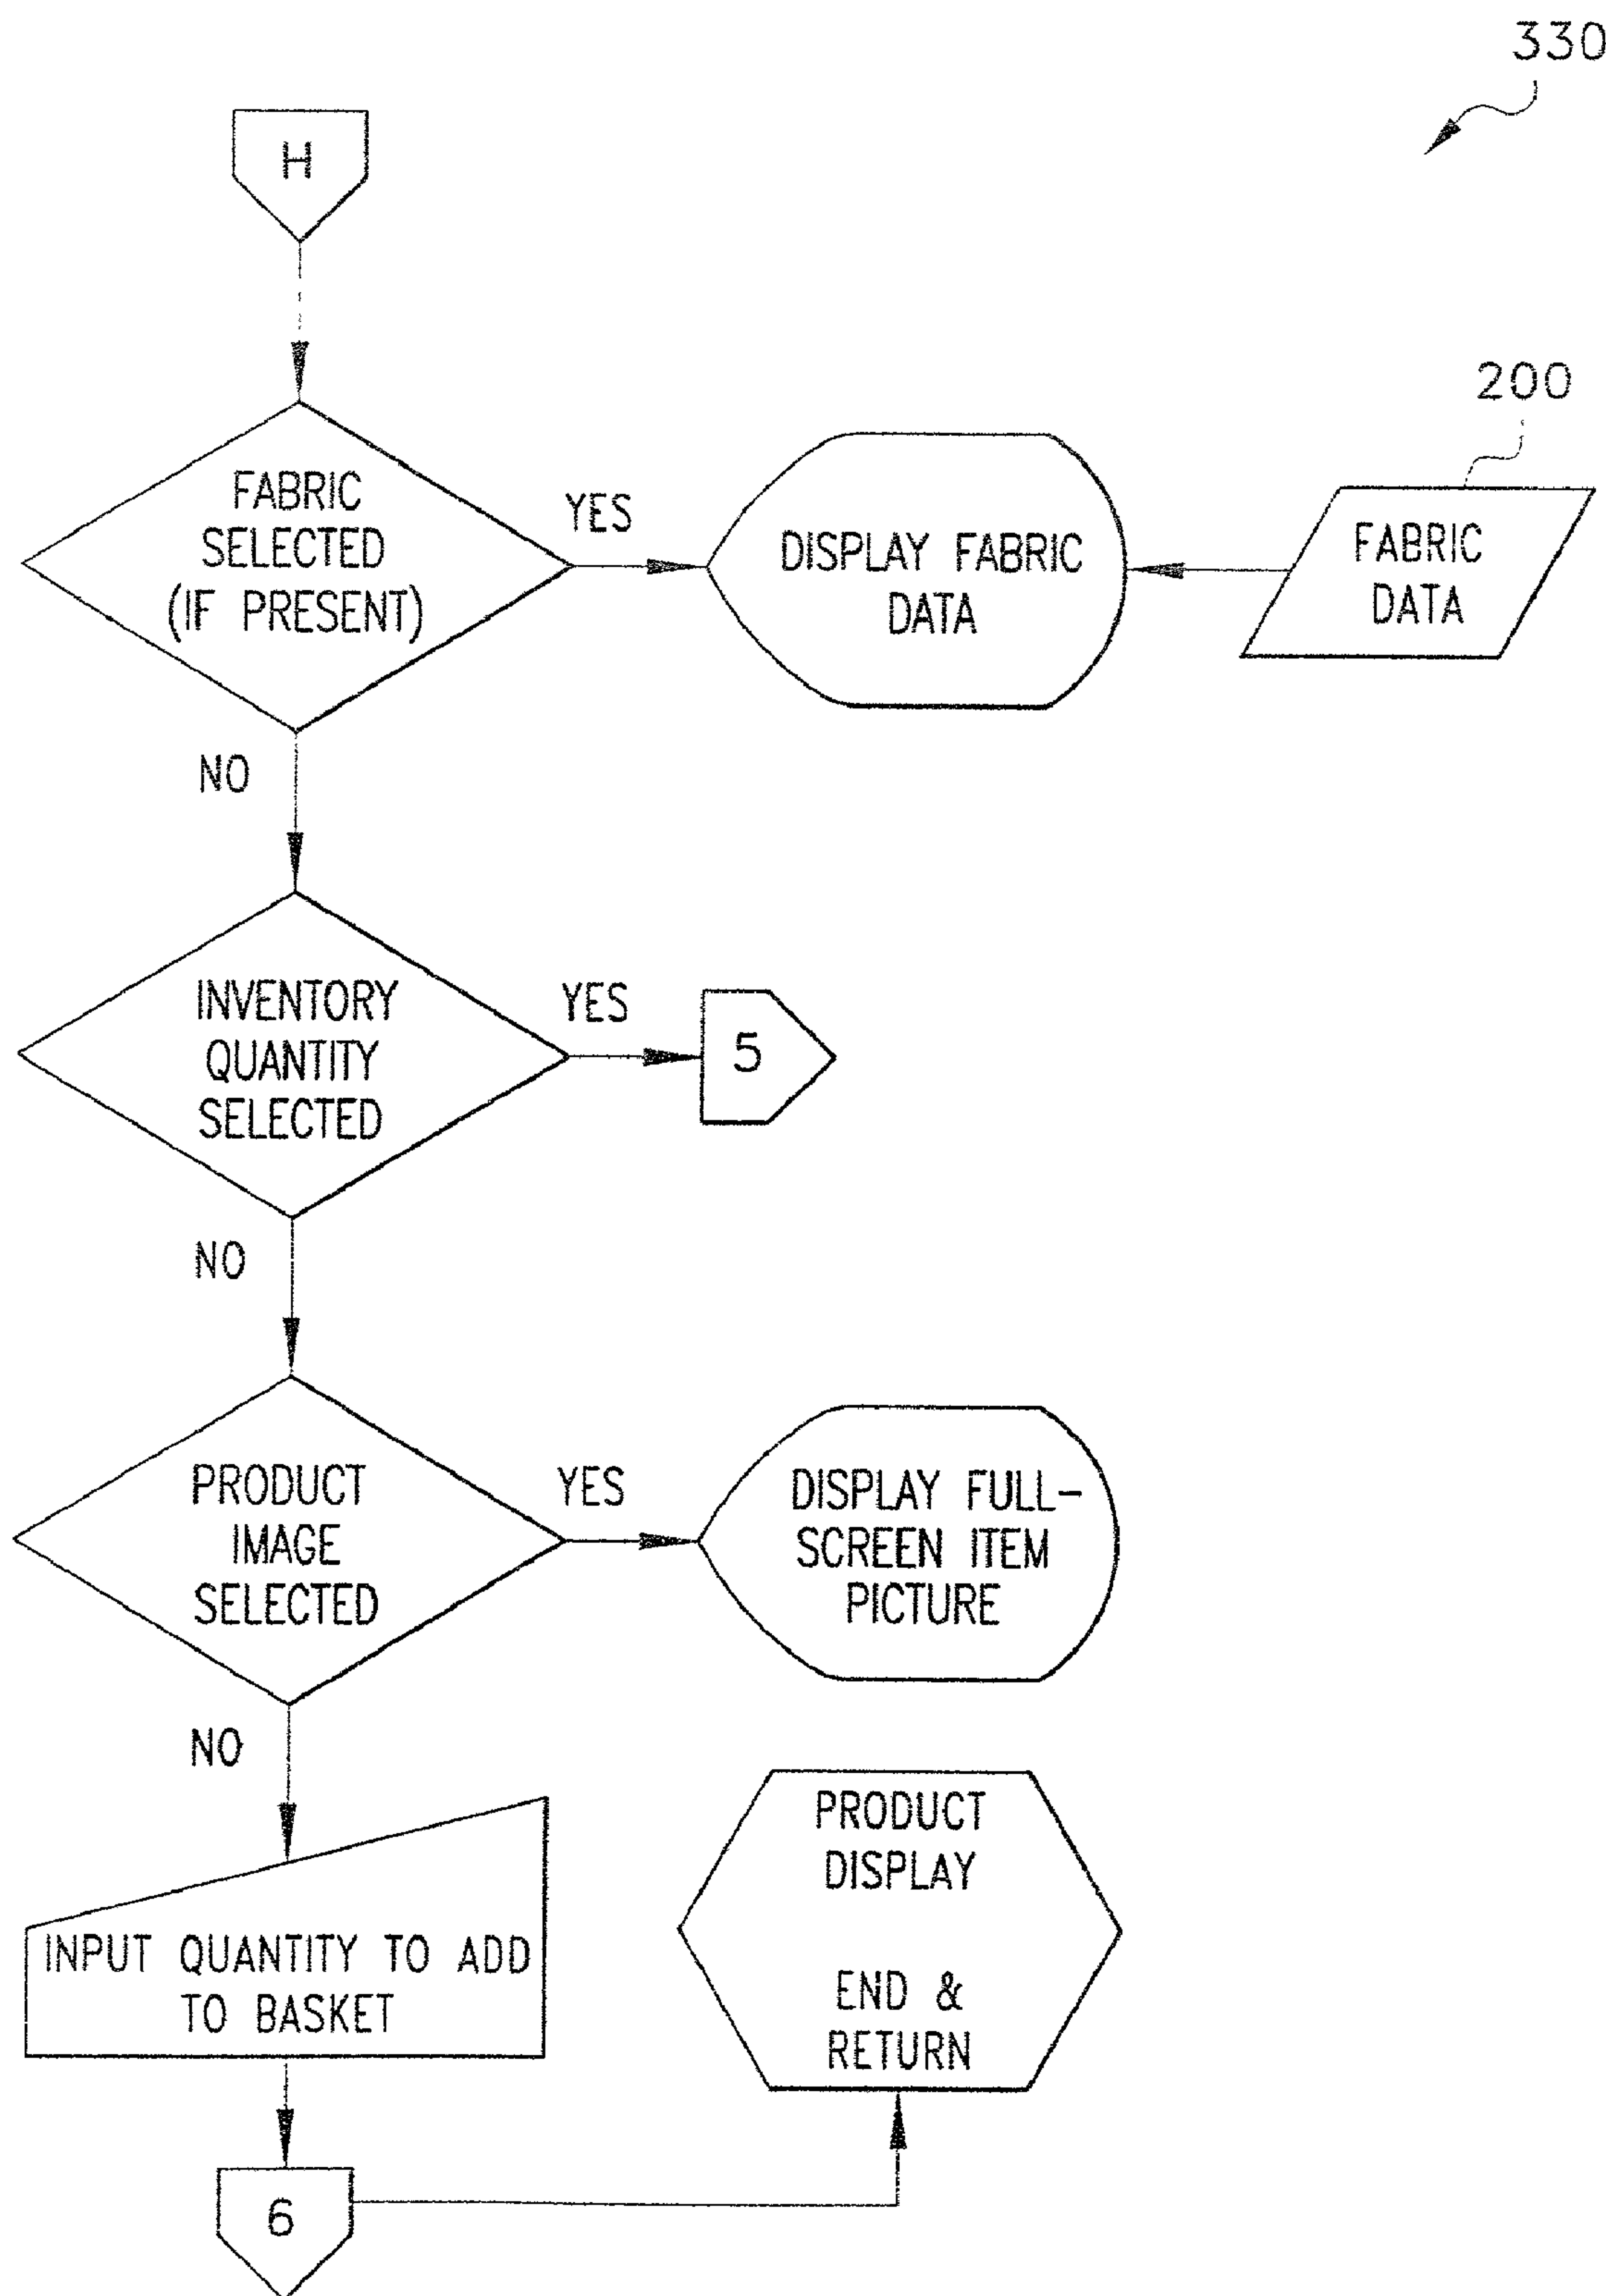 330
H
200
FABRIC
SELECTED
(IF PRESENT)
YES
DISPLAY FABRIC
DATA
FABRIC
DATA
NO
INVENTORY
QUANTITY
SELECTED
YES
5
NO
PRODUCT
IMAGE
SELECTED
YES
DISPLAY FULL-
SCREEN ITEM
PICTURE
NO
INPUT QUANTITY TO ADD
TO BASKET
PRODUCT
DISPLAY
END &
RETURN
6